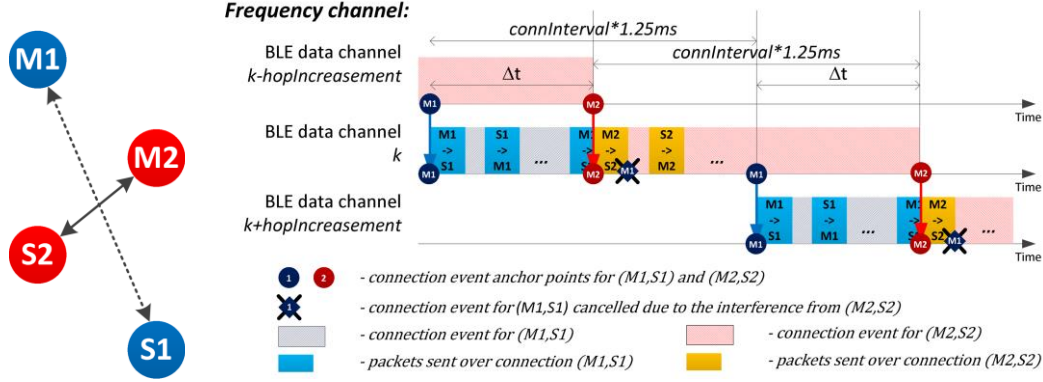 M1
M2
S2
S1
Frequency channel:
connInterval*1.25ms
BLE data channel
k-hopIncreasement
connInterval*1.25ms
Δt
Δt
M1
M2
Time
BLE data channel
k
M1
->
S1
S1
->
M1
...
M1
->
S1
M2
->
S2
S2
->
M2
...
M1
M2
M1
M1
M2
Time
BLE data channel
k+hopIncreasement
M1
->
S1
S1
->
M1
...
M1
->
S1
M2
->
S2
...
M1
M2
M1
Time
1 2 - connection event anchor points for (M1,S1) and (M2,S2)
1 - connection event for (M1,S1) cancelled due to the interference from (M2,S2)
- connection event for (M1,S1)
- connection event for (M2,S2)
- packets sent over connection (M1,S1)
- packets sent over connection (M2,S2)